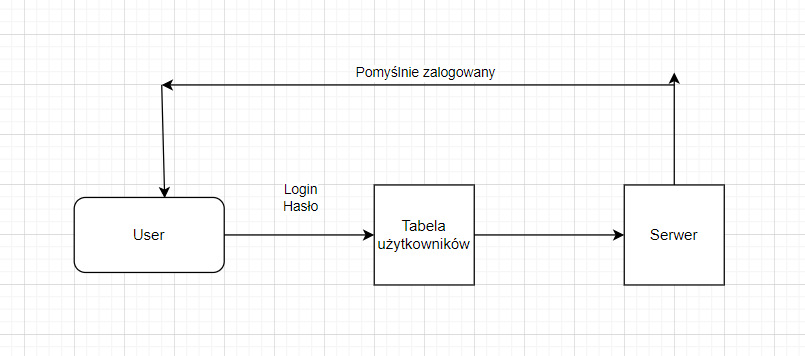 Pomyślnie zalogowany
Login
Hasło
User
Tabela
użytkowników
Serwer